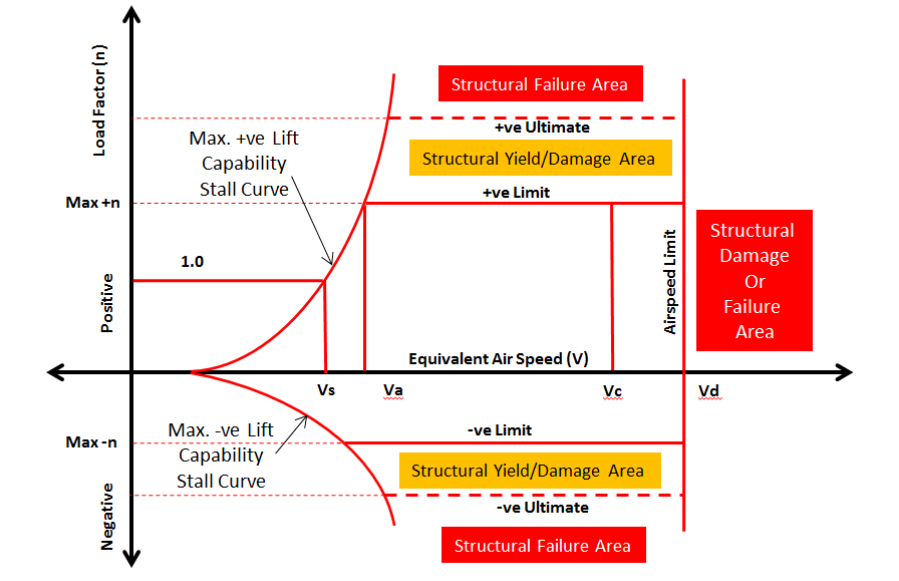 Load Factor (n)
Structural Failure Area
+ve Ultimate
Max. +ve Lift
Capability
Stall Curve
Structural Yield/Damage Area
Max +n
+ve Limit
Structural
Damage
Or
Failure
Area
Airspeed Limit
1.0
Positive
Equivalent Air Speed (V)
Vs
Va
Vc
Vd
Max -n
Max. -ve Lift
Capability
Stall Curve
-ve Limit
Structural Yield/Damage Area
-ve Ultimate
Negative
Structural Failure Area